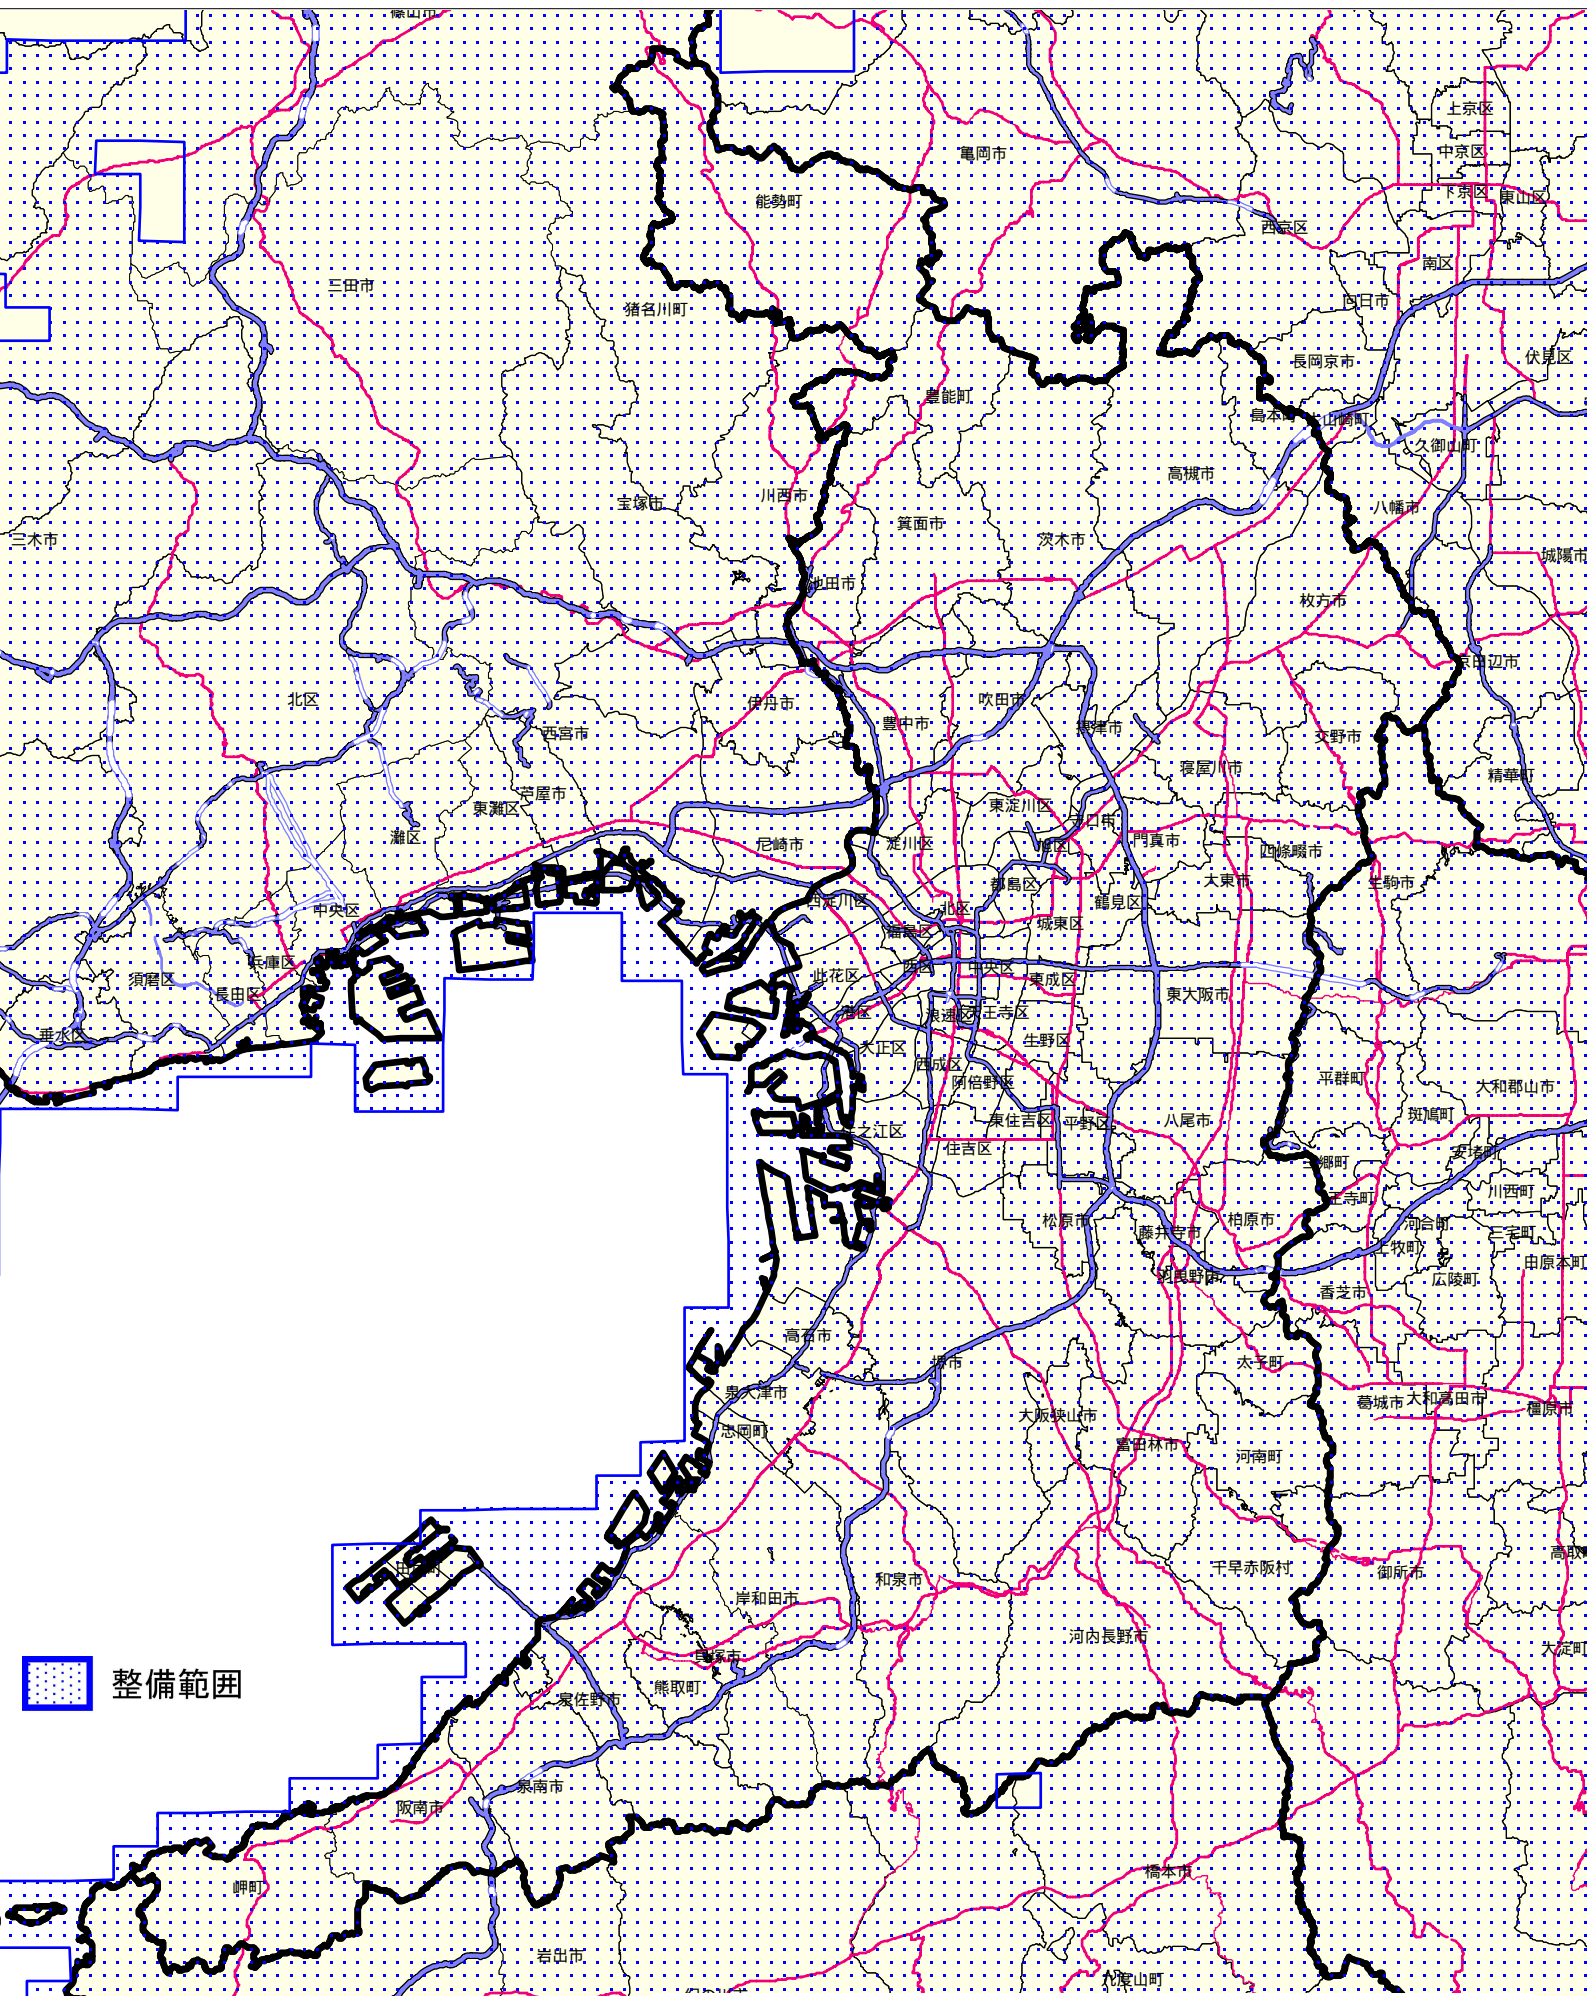 篠山市
上京区
中京区
亀岡市
下京区
東山区
能勢町
西京区
南区
三田市
向日市
猪名川町
伏見区
長岡京市
豊能町
島本町
大山崎町
久御山町
高槻市
川西市
宝塚市
八幡市
箕面市
三木市
茨木市
城陽市
池田市
枚方市
京田辺市
北区
吹田市
伊丹市
豊中市
摂津市
西宮市
交野市
寝屋川市
精華町
芦屋市
東灘区
東淀川区
守口市
灘区
門真市
尼崎市
淀川区
旭区
四條畷市
大東市
生駒市
都島区
西淀川区
鶴見区
中央区
北区
城東区
福島区
兵庫区
西区
中央区
此花区
須磨区
東成区
長田区
東大阪市
港区
浪速区
天王寺区
垂水区
生野区
大正区
西成区
阿倍野区
平群町
大和郡山市
斑鳩町
東住吉区
平野区
八尾市
住之江区
住吉区
安堵町
三郷町
川西町
王寺町
松原市
柏原市
河合町
藤井寺市
三宅町
上牧町
田原本町
羽曳野市
広陵町
香芝市
高石市
堺市
太子町
泉大津市
葛城市
大和高田市
橿原市
大阪狭山市
忠岡町
富田林市
河南町
高取町
田尻町
千早赤阪村
御所市
和泉市
岸和田市
河内長野市
大淀町
貝塚市
整備範囲
熊取町
泉佐野市
泉南市
阪南市
橋本市
岬町
岩出市
九度山町
紀の川市